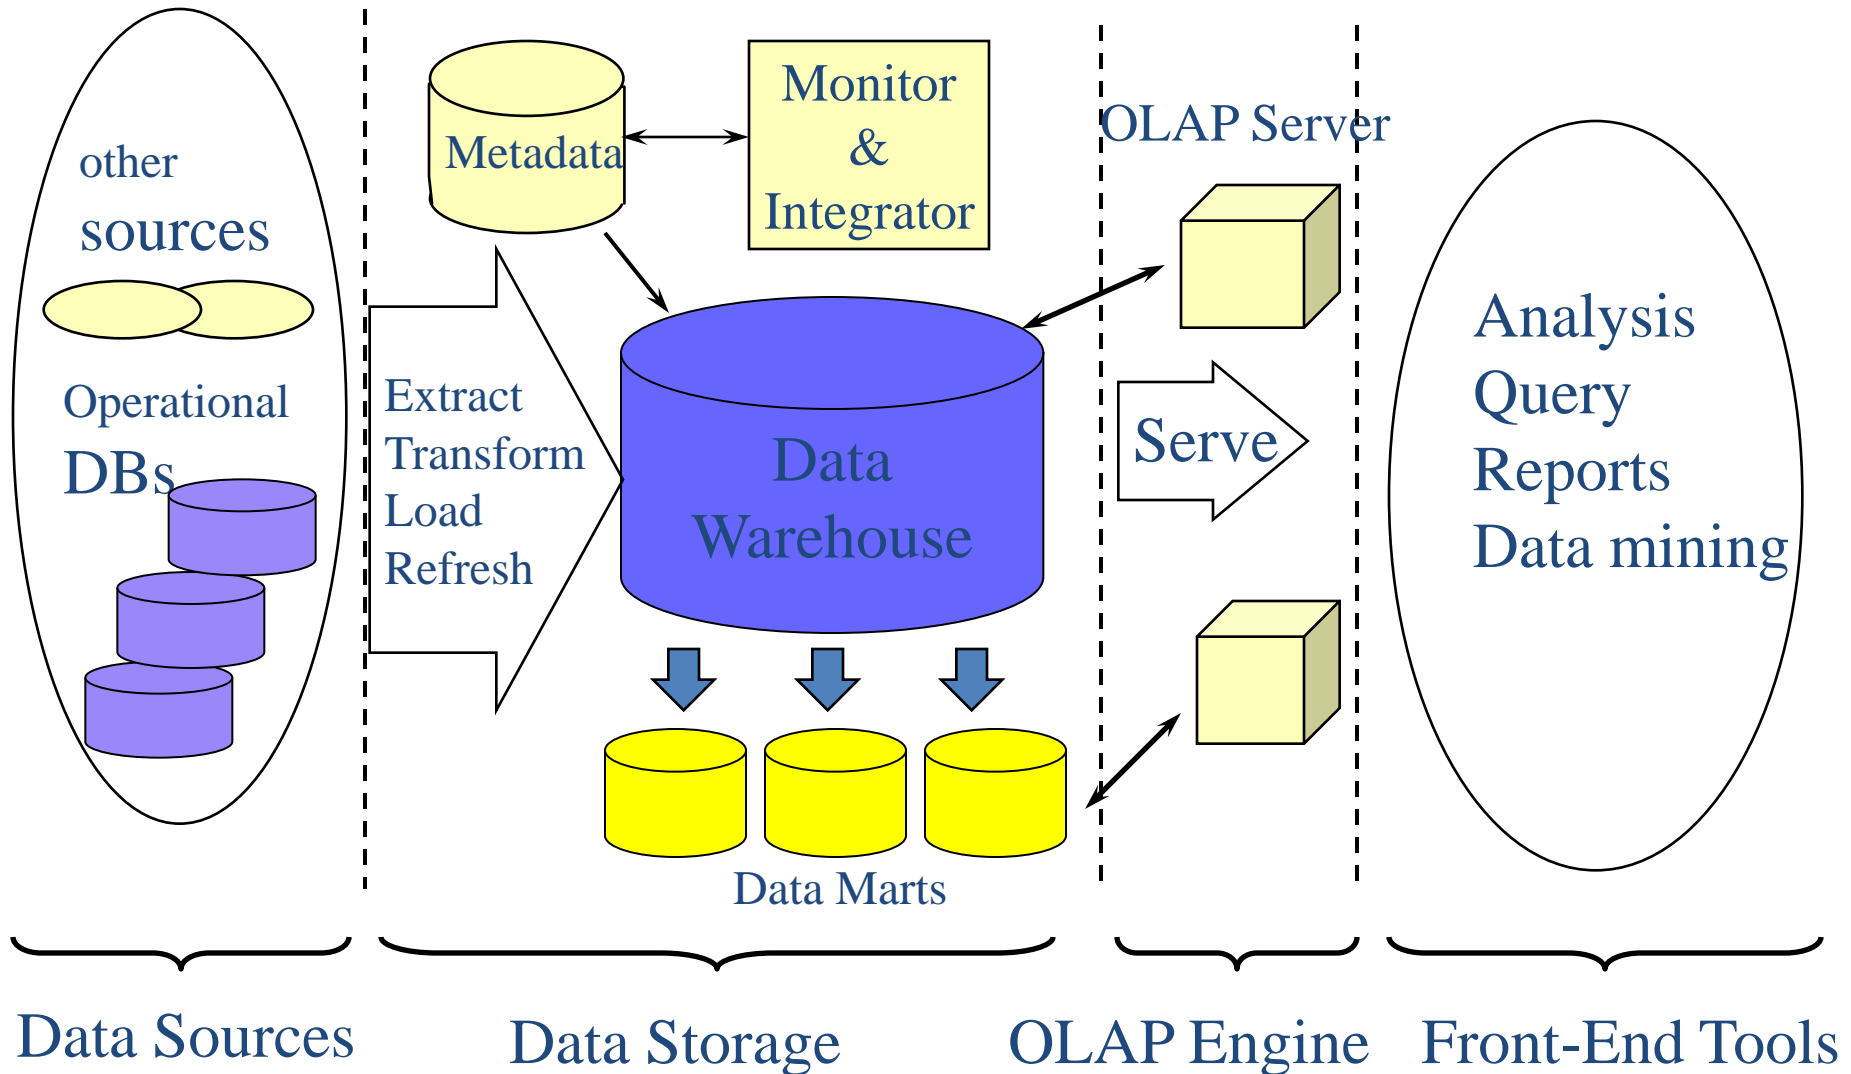 other
sources
Operational
DBs
Metadata
Monitor
&
Integrator
Extract
Transform
Load
Refresh
Data
Warehouse
Data Marts
OLAP Server
Serve
Analysis
Query
Reports
Data mining
Data Sources
Data Storage
OLAP Engine
Front-End Tools